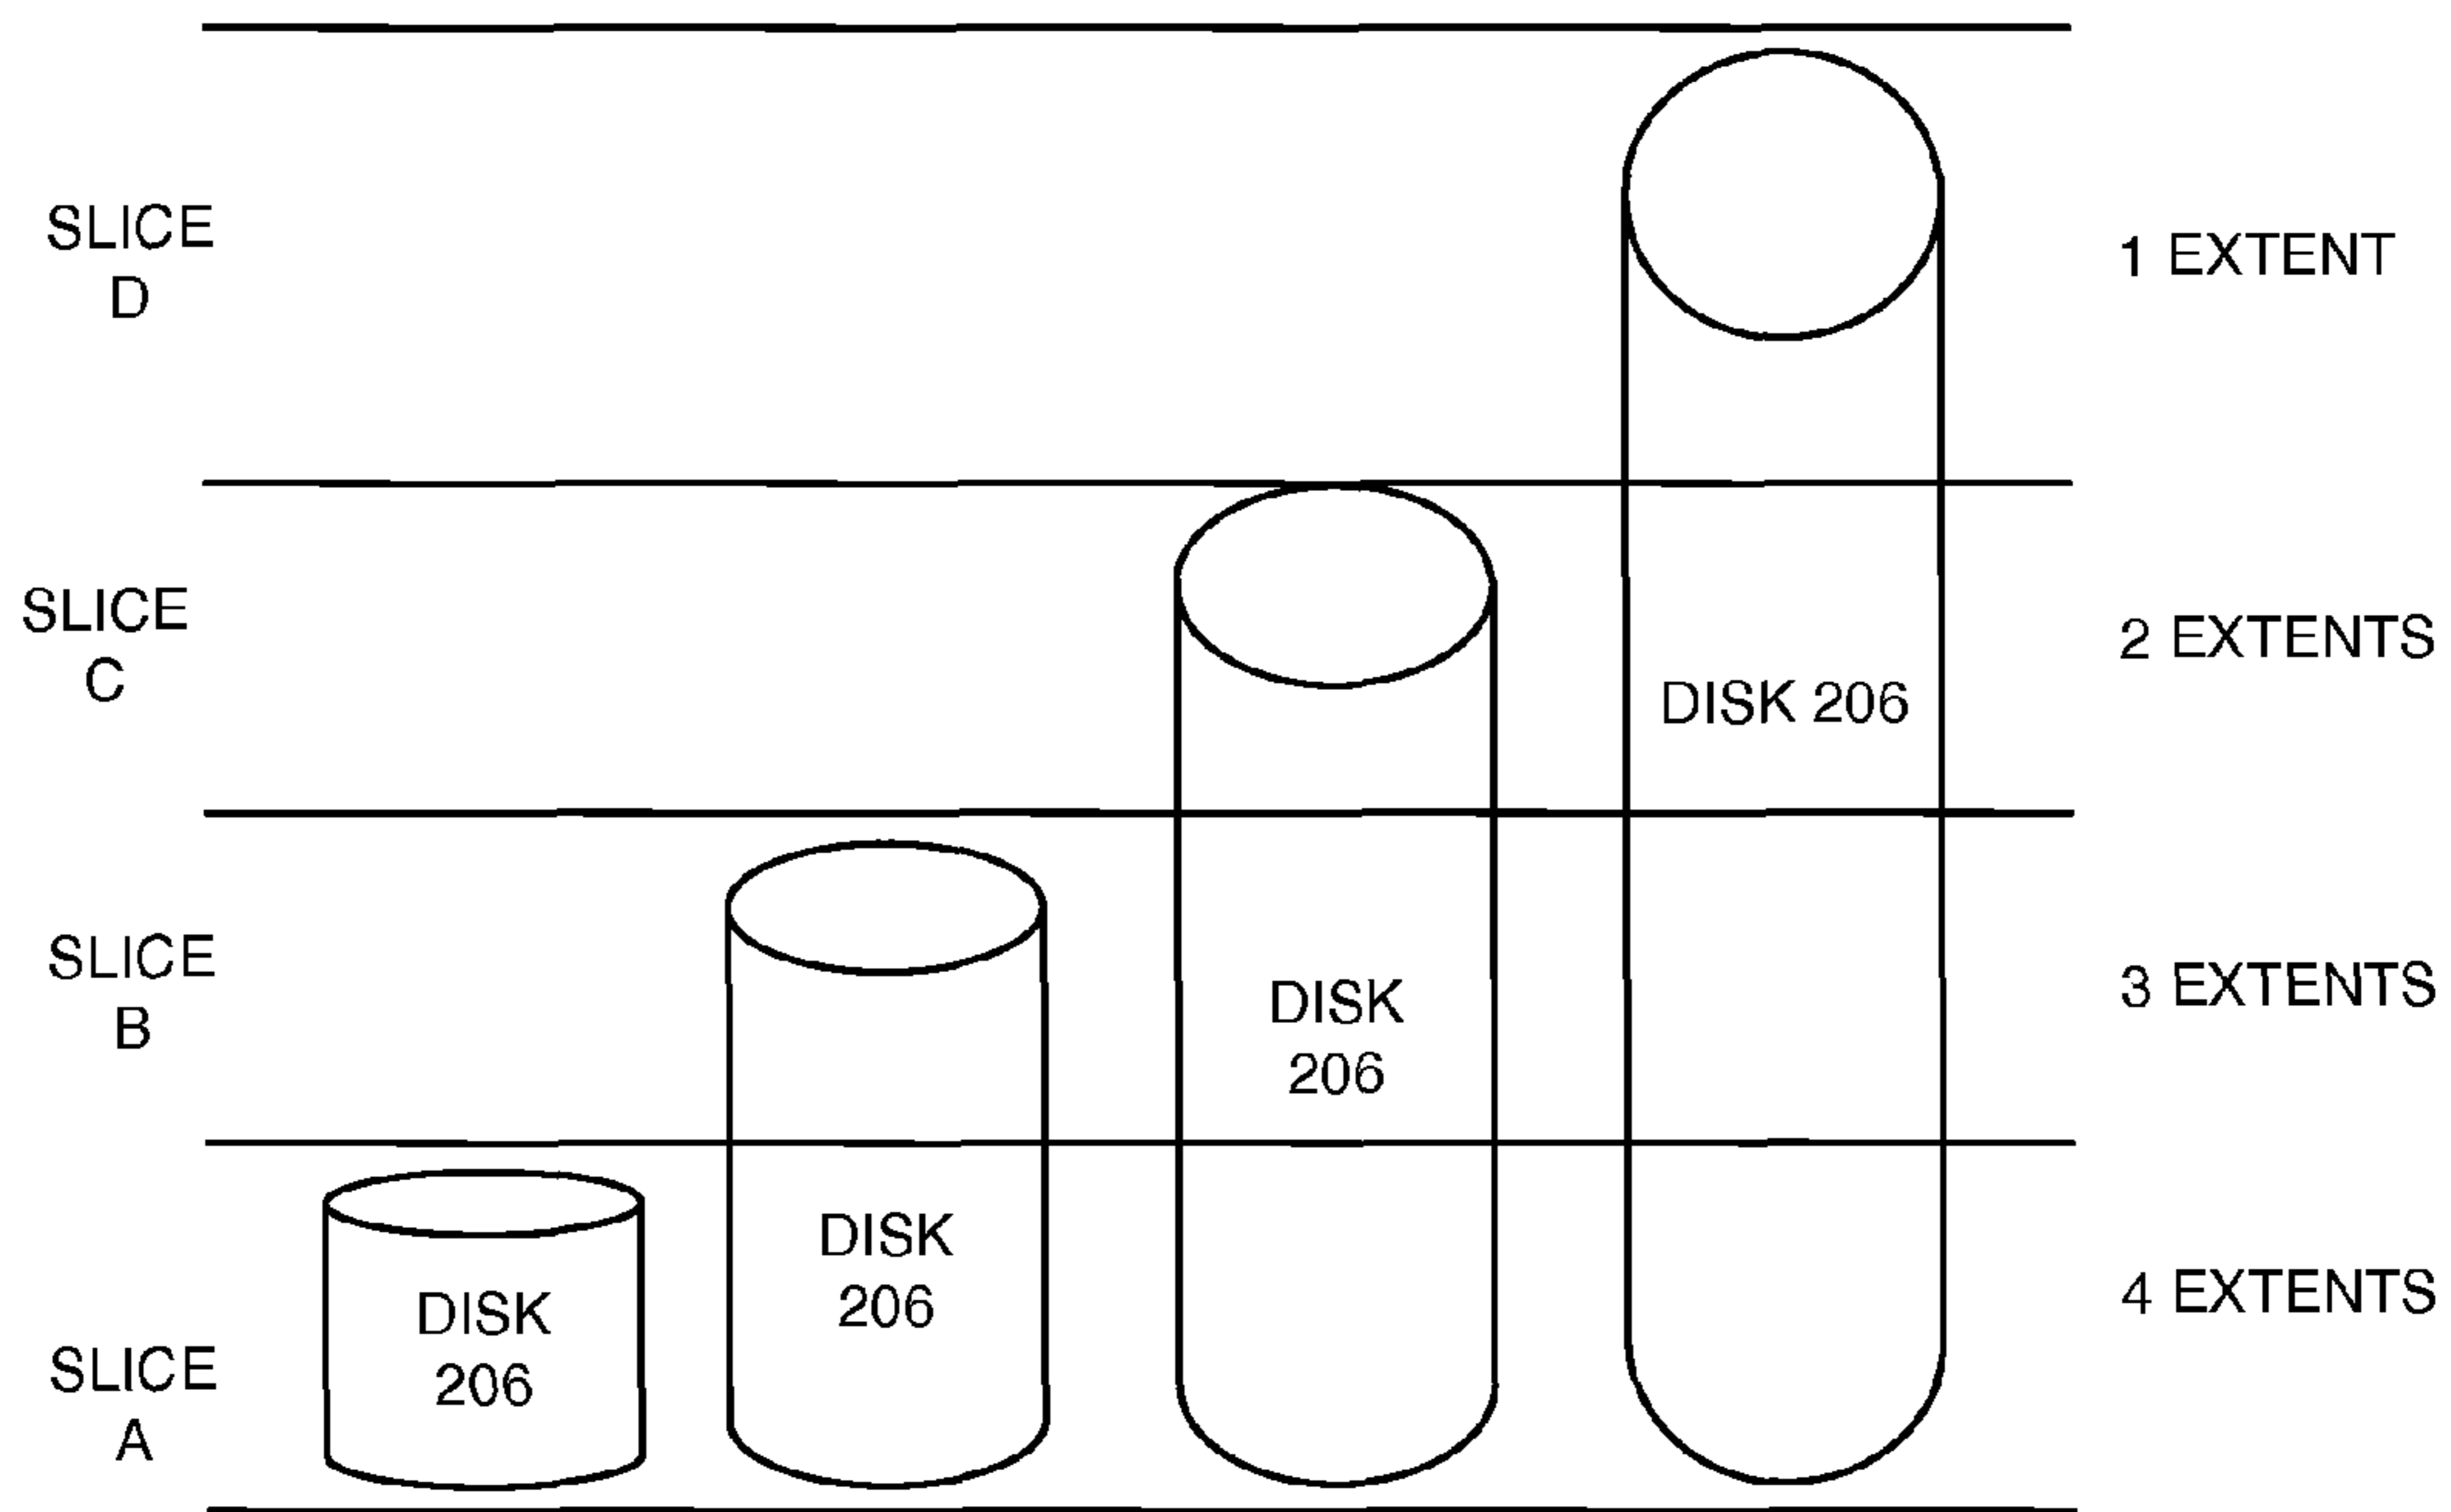 SLICE
D
1 EXTENT
SLICE
C
2 EXTENTS
DISK 206
SLICE
B
3 EXTENTS
DISK
206
DISK
206
4 EXTENTS
DISK
206
SLICE
A